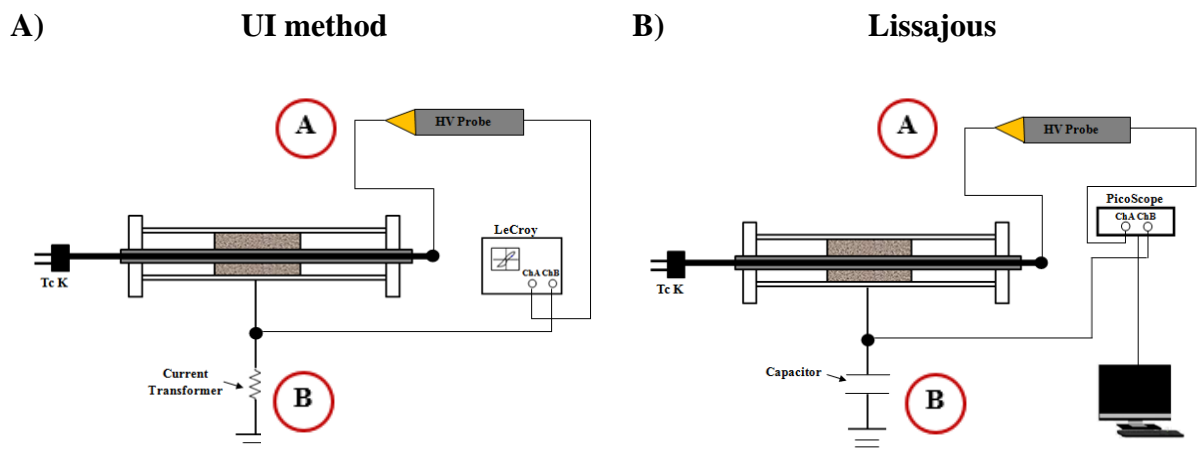 A) UI method
A
HV Probe
LeCroy
ChA ChB
Tc K
Current
Transformer
B
B) Lissajous
A
HV Probe
PicoScope
ChA ChB
Tc K
Capacitor
B